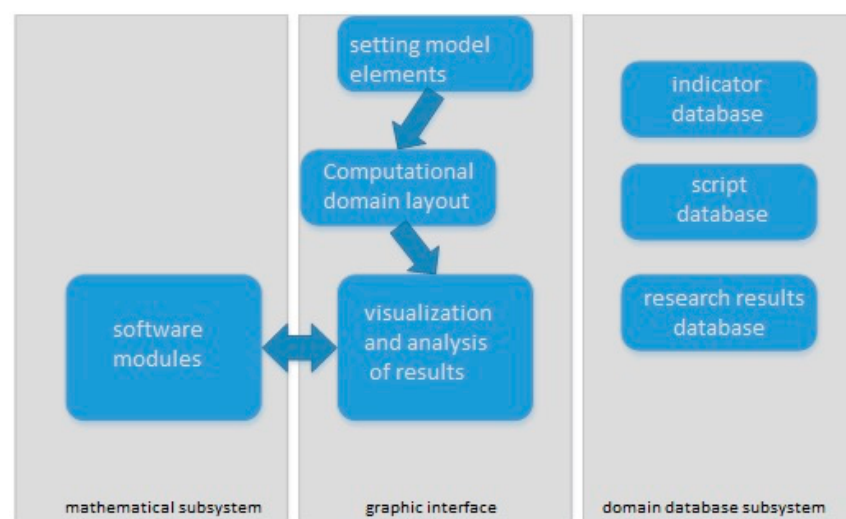 setting model
elements
Computational
domain layout
visualization
and analysis
of results
software
modules
indicator
database
script
database
research results
database
mathematical subsystem
graphic interface
domain database subsystem